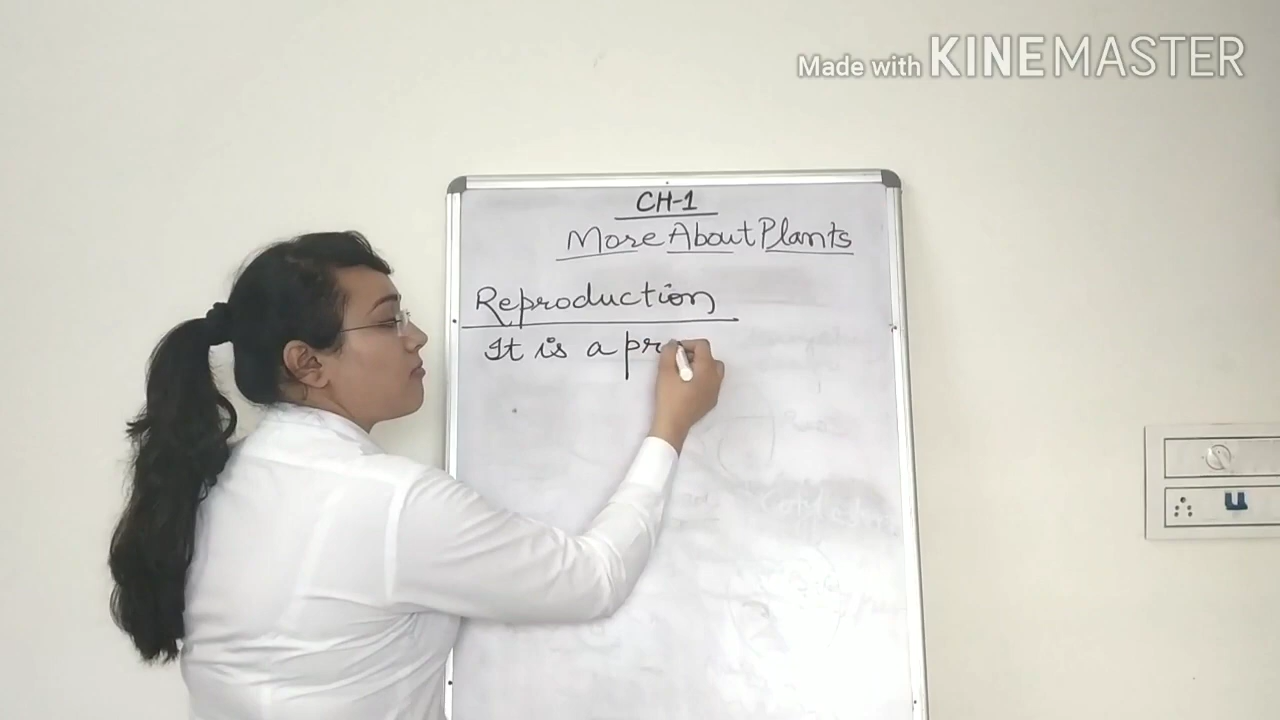 Made with KINEMASTER
CH-1
More About Plants
Reproduction
It is a pr